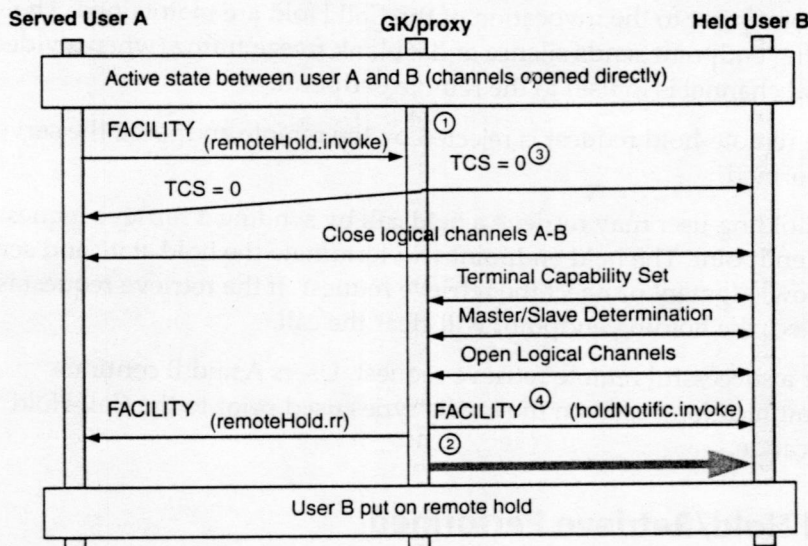 Served User A
GK/proxy
Held User B
Active state between user A and B (channels opened directly)
FACILITY
(remoteHold.invoke)
①
TCS = 0 ③
TCS = 0
Close logical channels A-B
Terminal Capability Set
Master/Slave Determination
Open Logical Channels
FACILITY
(remoteHold.rr)
FACILITY ④ (holdNotific.invoke)
②
User B put on remote hold